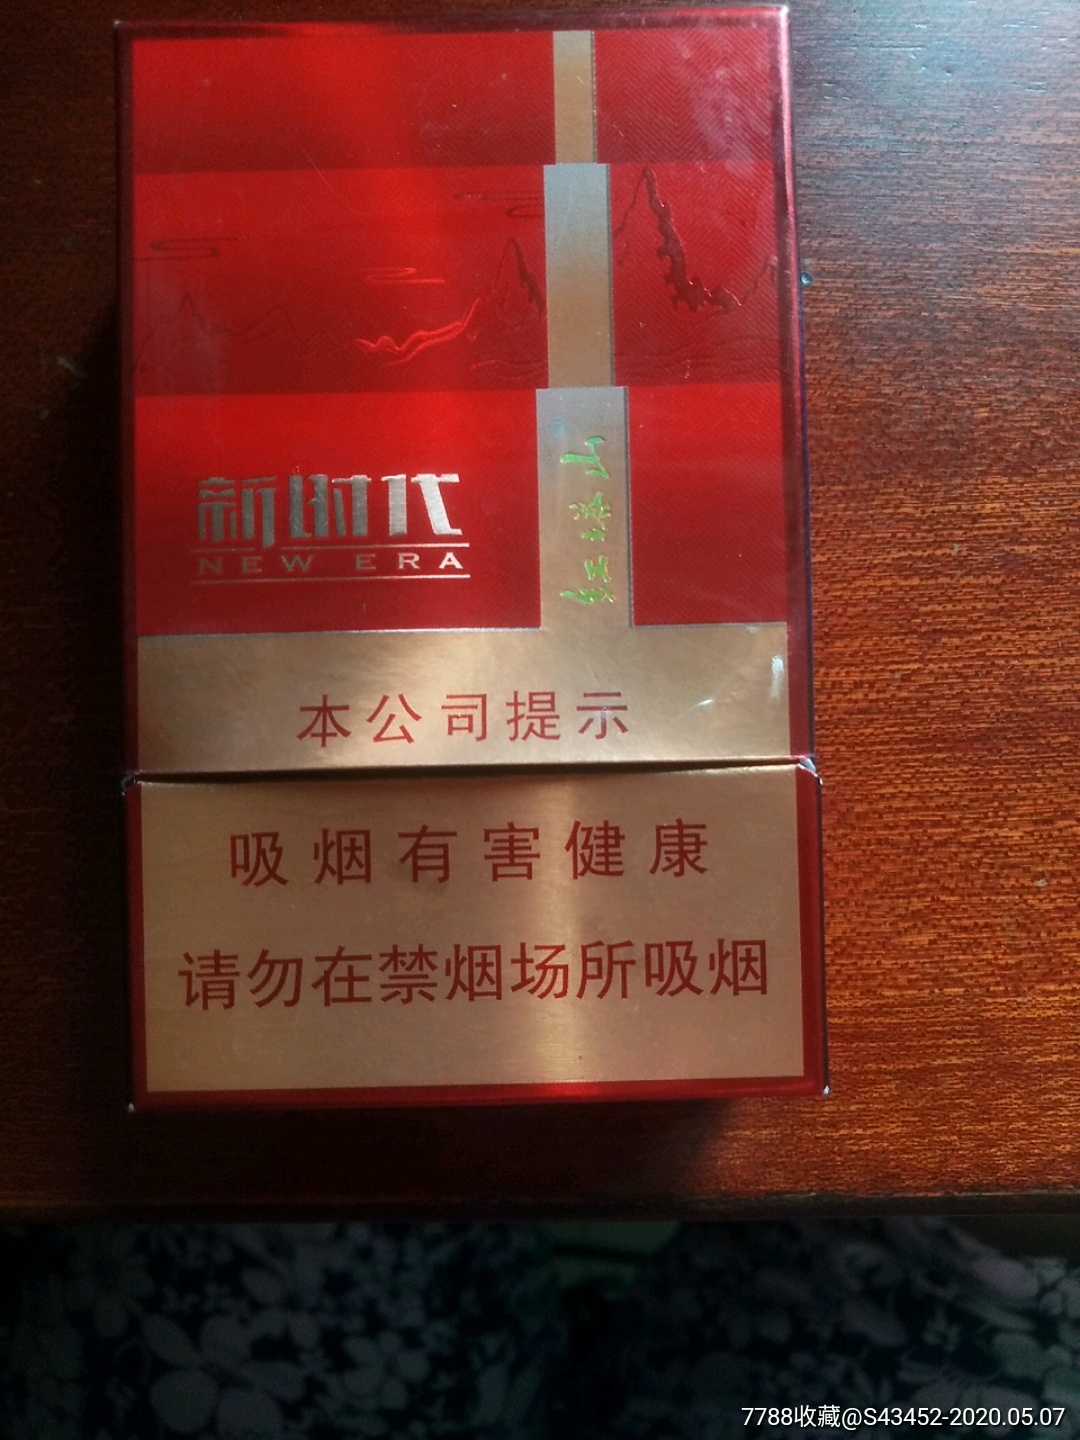 新时代
NEW ERA
红塔山
本公司提示
吸烟有害健康
请勿在禁烟场所吸烟
7788收藏@S43452-2020.05.07